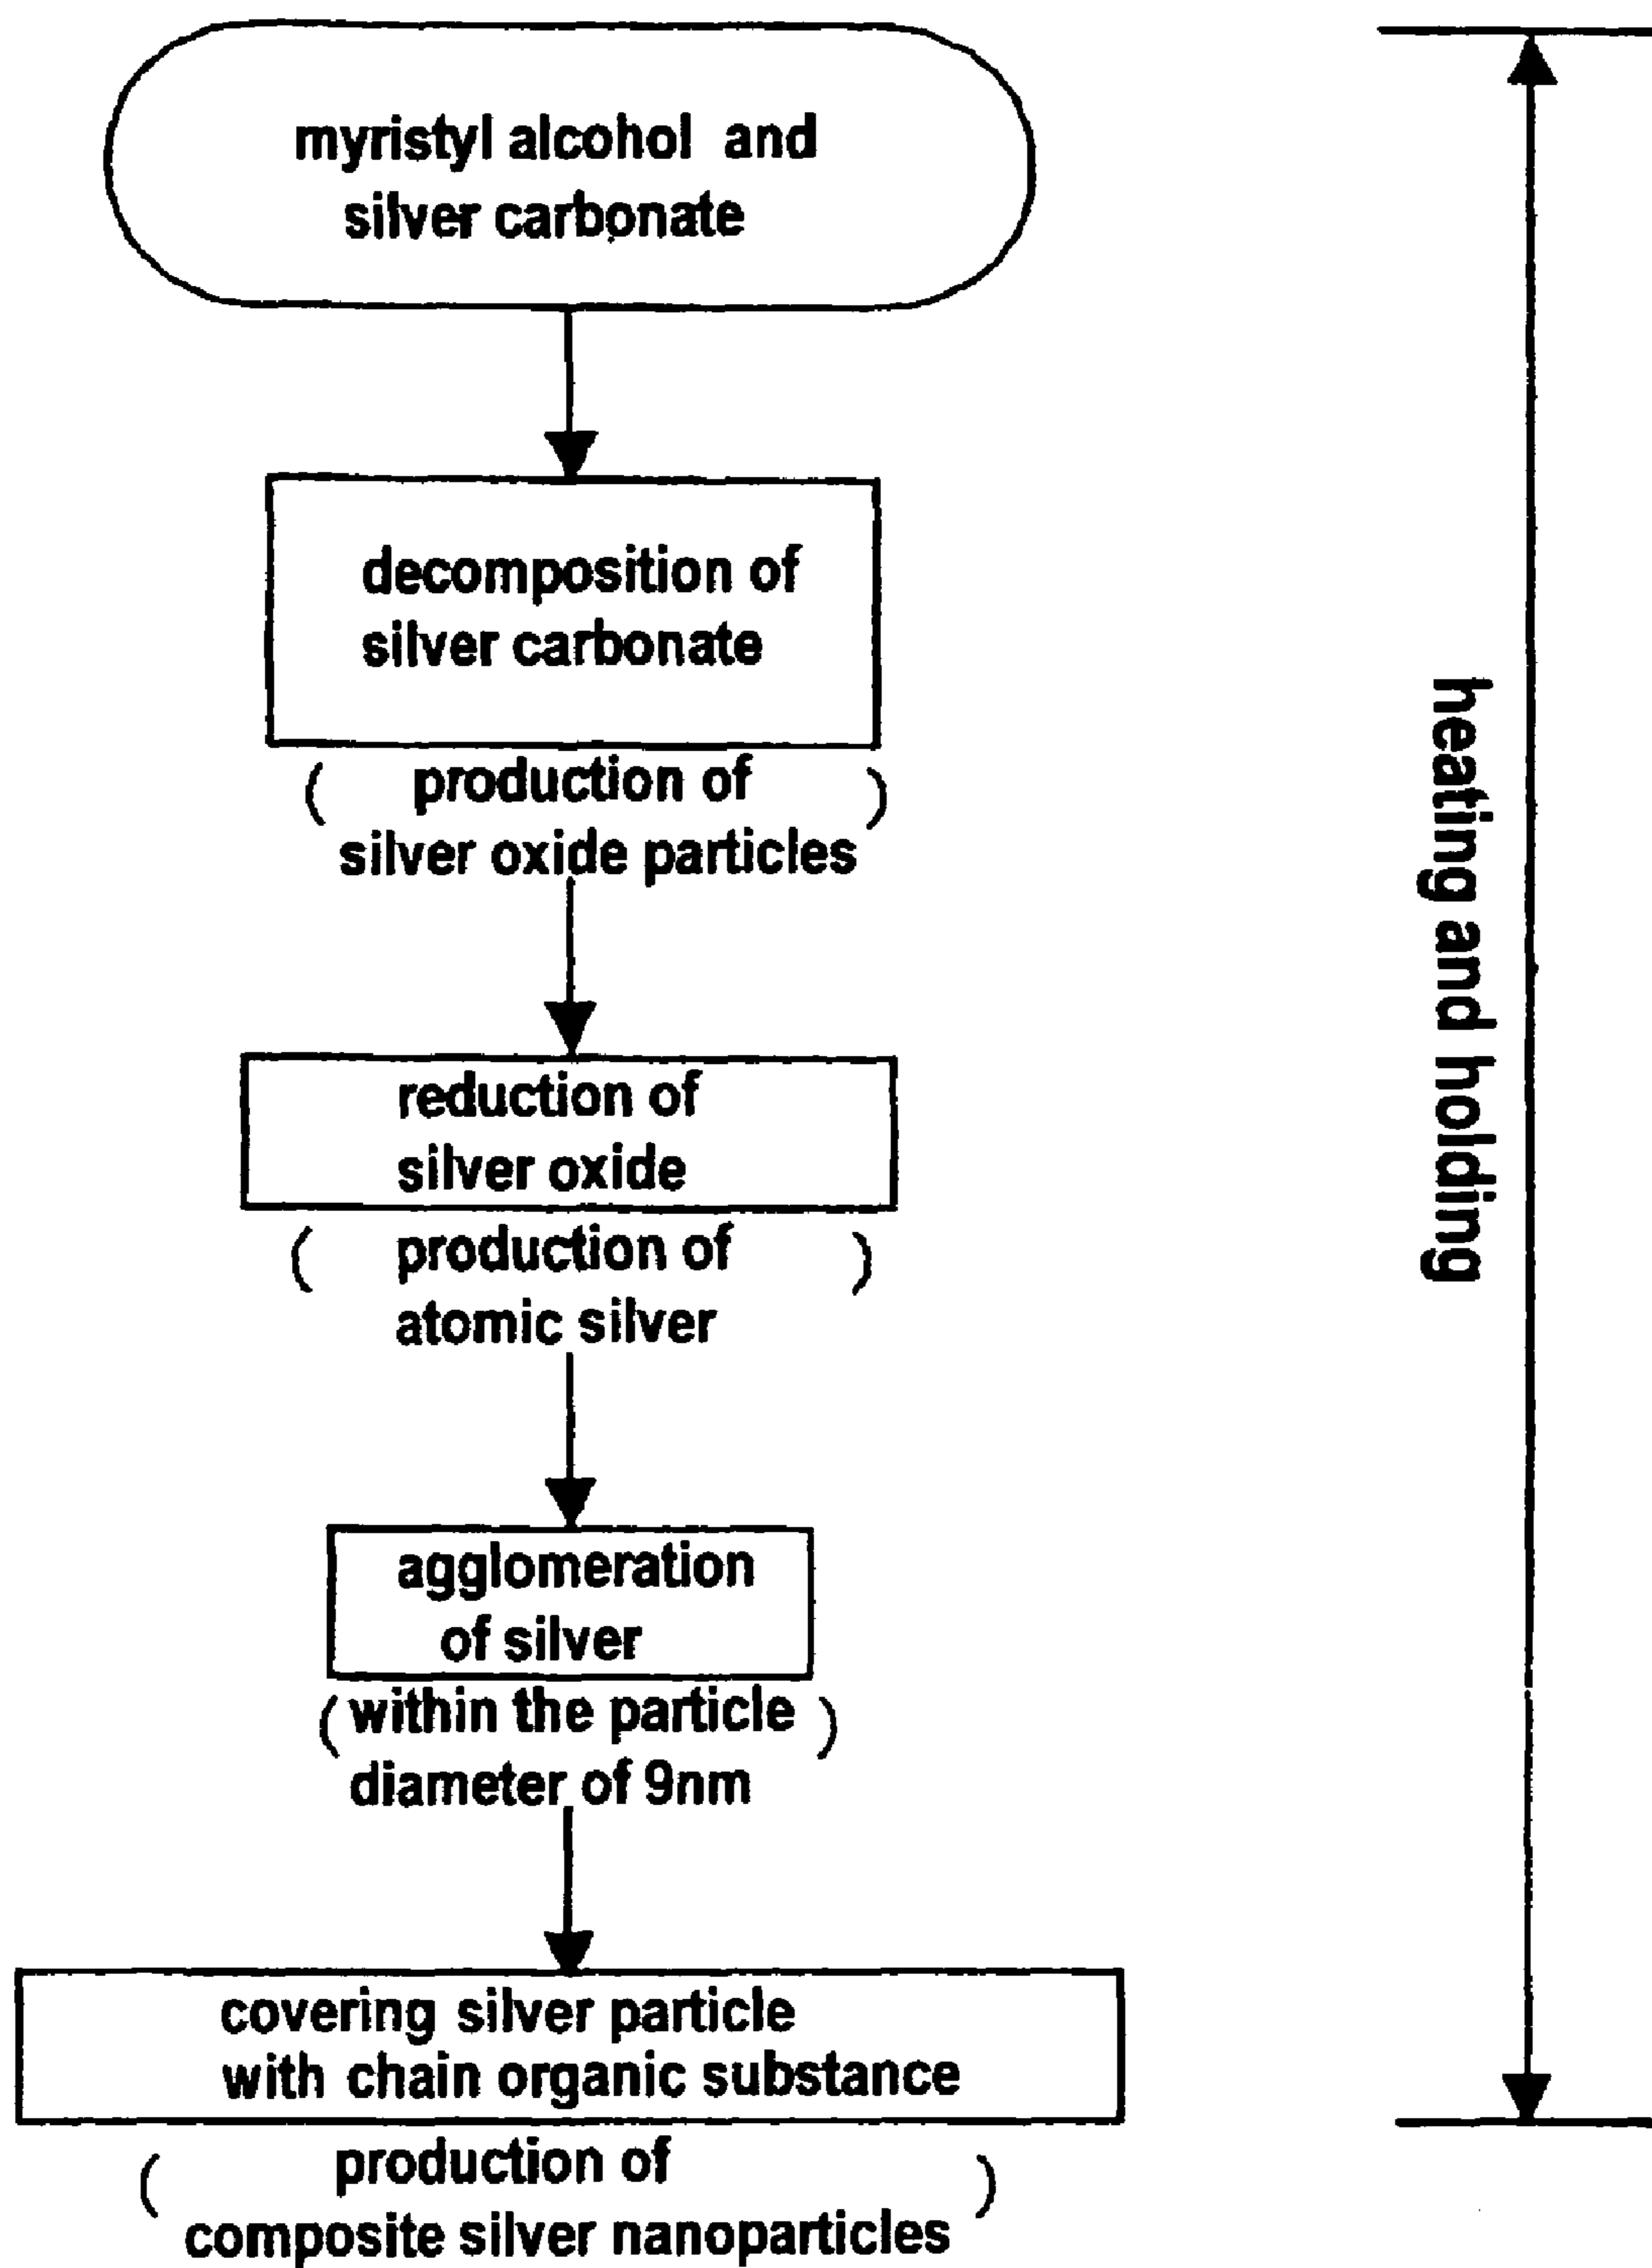 myristyl alcohol and
silver carbonate
decomposition of
silver carbonate
( production of )
silver oxide particles
reduction of
silver oxide
( production of )
atomic silver
agglomeration
of silver
( within the particle )
diameter of 9nm
covering silver particle
with chain organic substance
( production of )
composite silver nanoparticles
heating and holding